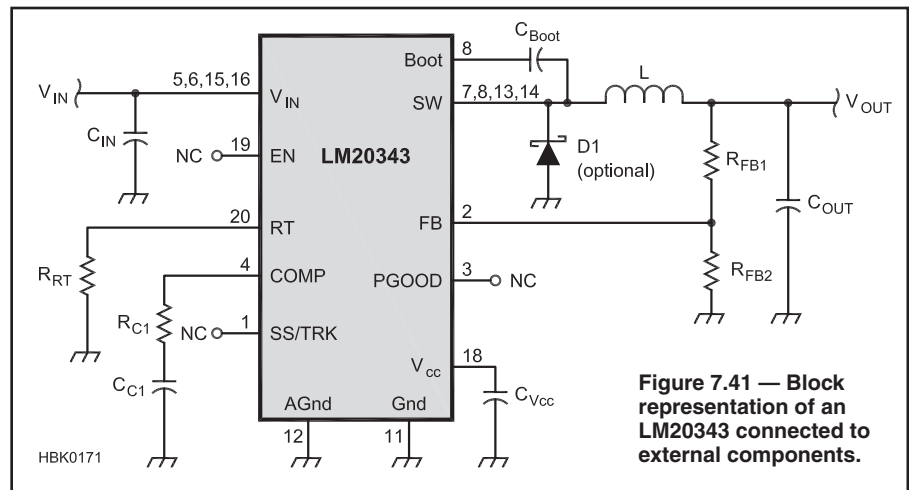 C_Boot
8
Boot
L
V_IN
5,6,15,16
V_IN
SW
7,8,13,14
V_OUT
C_IN
NC
19
EN
LM20343
D1
(optional)
R_FB1
C_OUT
20
RT
FB
2
R_RT
4
COMP
PGOOD
3
NC
R_FB2
R_C1
NC
1
SS/TRK
V_cc
18
C_C1
C_Vcc
AGnd
Gnd
12
11
HBK0171
Figure 7.41 — Block
representation of an
LM20343 connected to
external components.